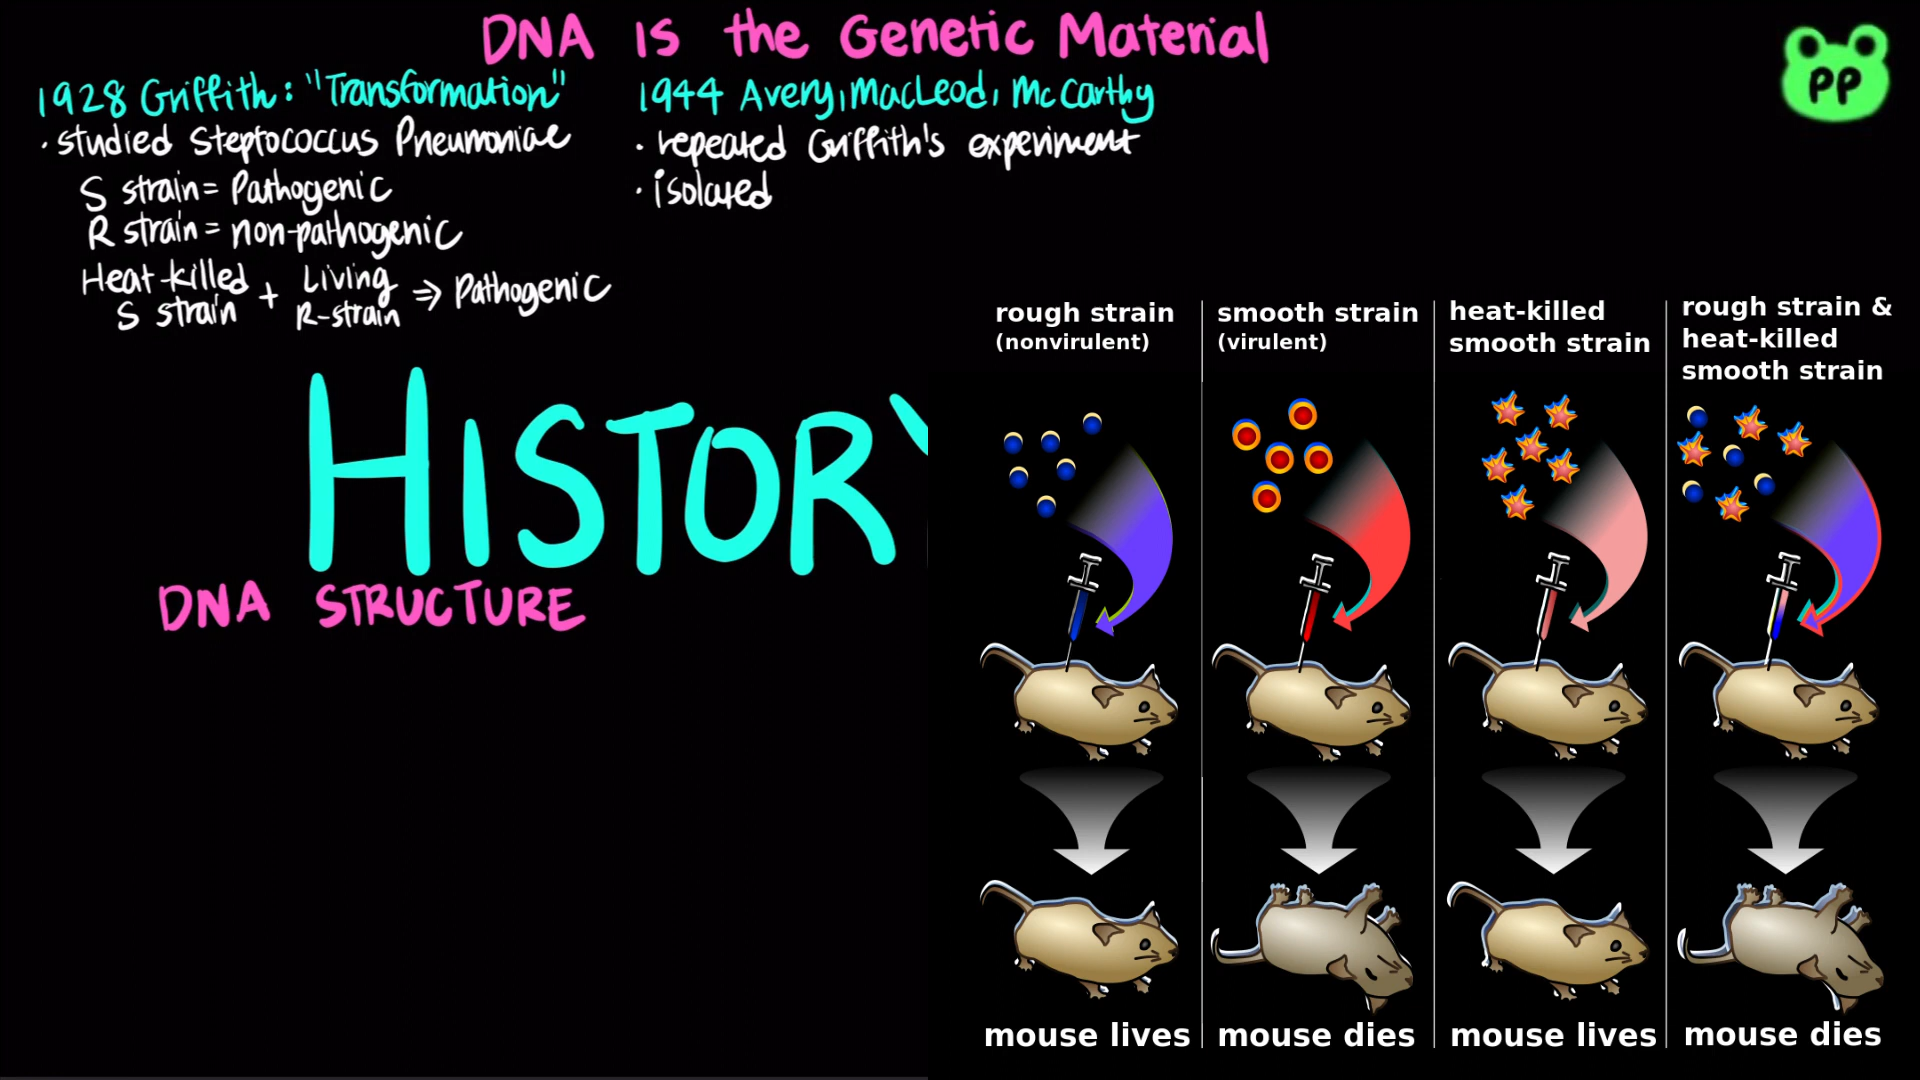 DNA IS the Genetic Material
PP
1928 Griffith: "Transformation"
• studied Steptococcus Pneumoniae
S strain = Pathogenic
R strain = non-pathogenic
Heat-killed S strain + Living R-strain ⇒ Pathogenic
1944 Avery, MacLeod, McCarthy
• repeated Griffith's experiment
• isolated
HISTORY
DNA STRUCTURE
rough strain
(nonvirulent)
mouse lives
smooth strain
(virulent)
mouse dies
heat-killed
smooth strain
mouse lives
rough strain &
heat-killed
smooth strain
mouse dies